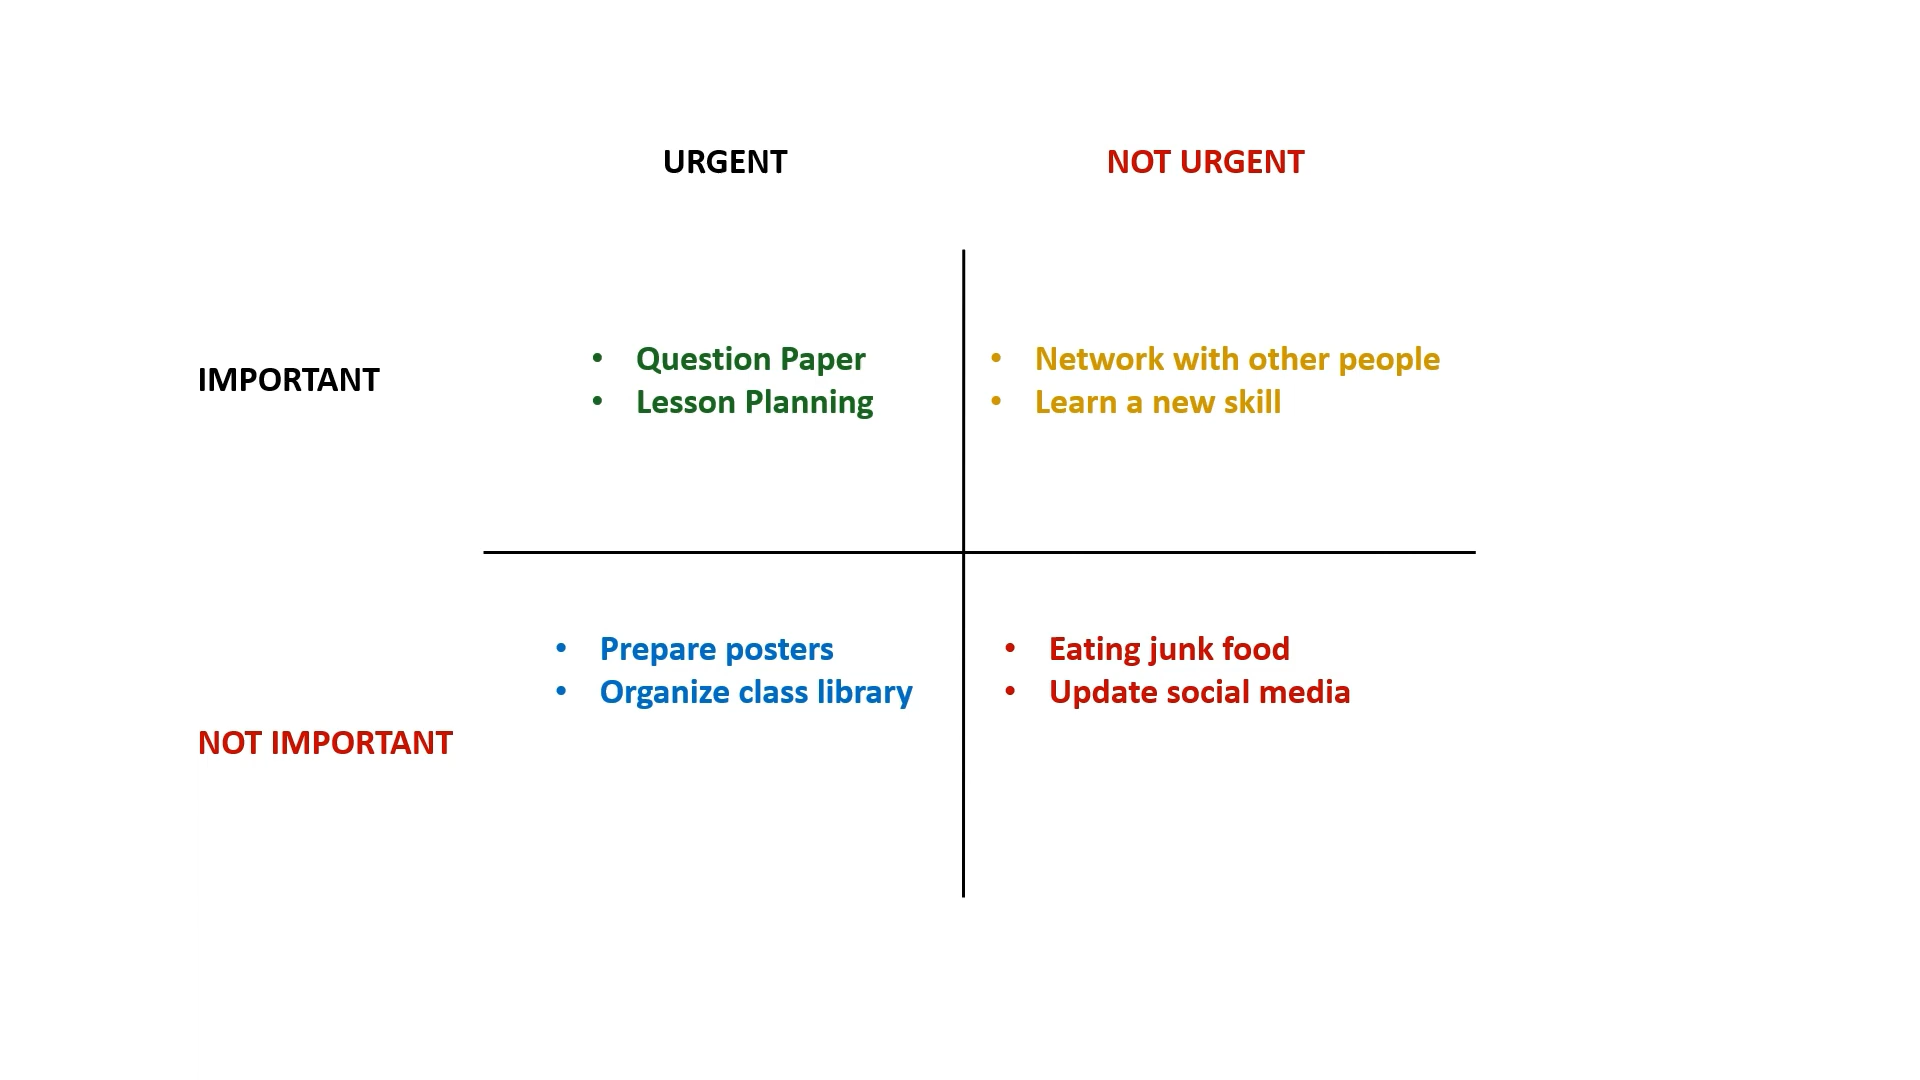 URGENT
NOT URGENT
IMPORTANT
• Question Paper
• Lesson Planning
• Network with other people
• Learn a new skill
NOT IMPORTANT
• Prepare posters
• Organize class library
• Eating junk food
• Update social media